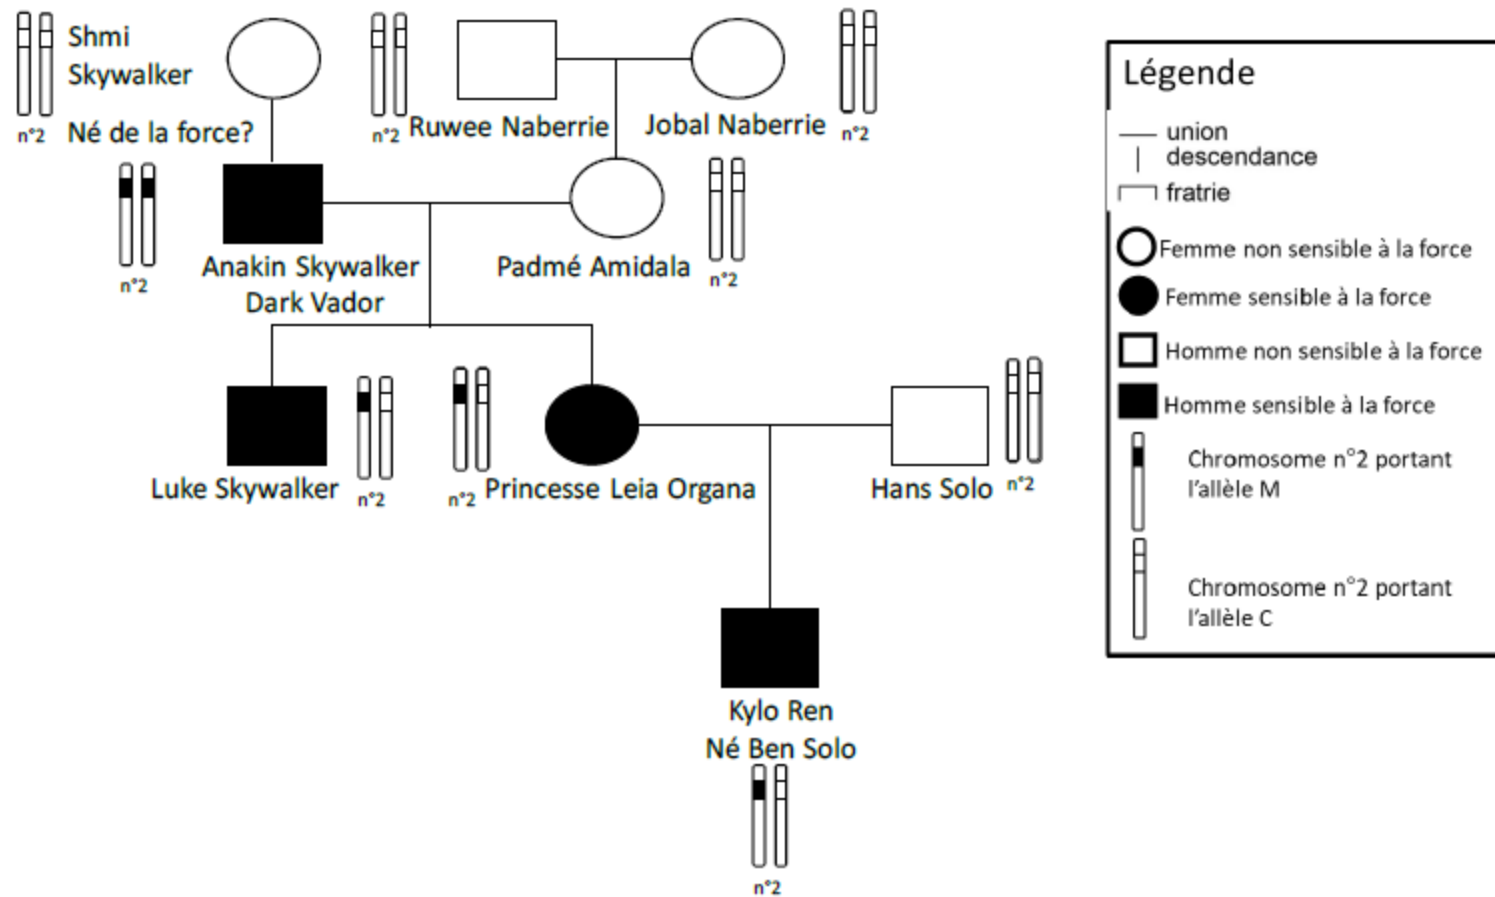 Shmi
Skywalker
n°2
Né de la force?
n°2
Ruwee Naberrie
Jobal Naberrie
n°2
n°2
Anakin Skywalker
Dark Vador
Padmé Amidala
n°2
Luke Skywalker
n°2
n°2
Princesse Leia Organa
Hans Solo
n°2
Kylo Ren
Né Ben Solo
n°2
Légende
union
descendance
fratrie
Femme non sensible à la force
Femme sensible à la force
Homme non sensible à la force
Homme sensible à la force
Chromosome n°2 portant
l'allèle M
Chromosome n°2 portant
l'allèle C